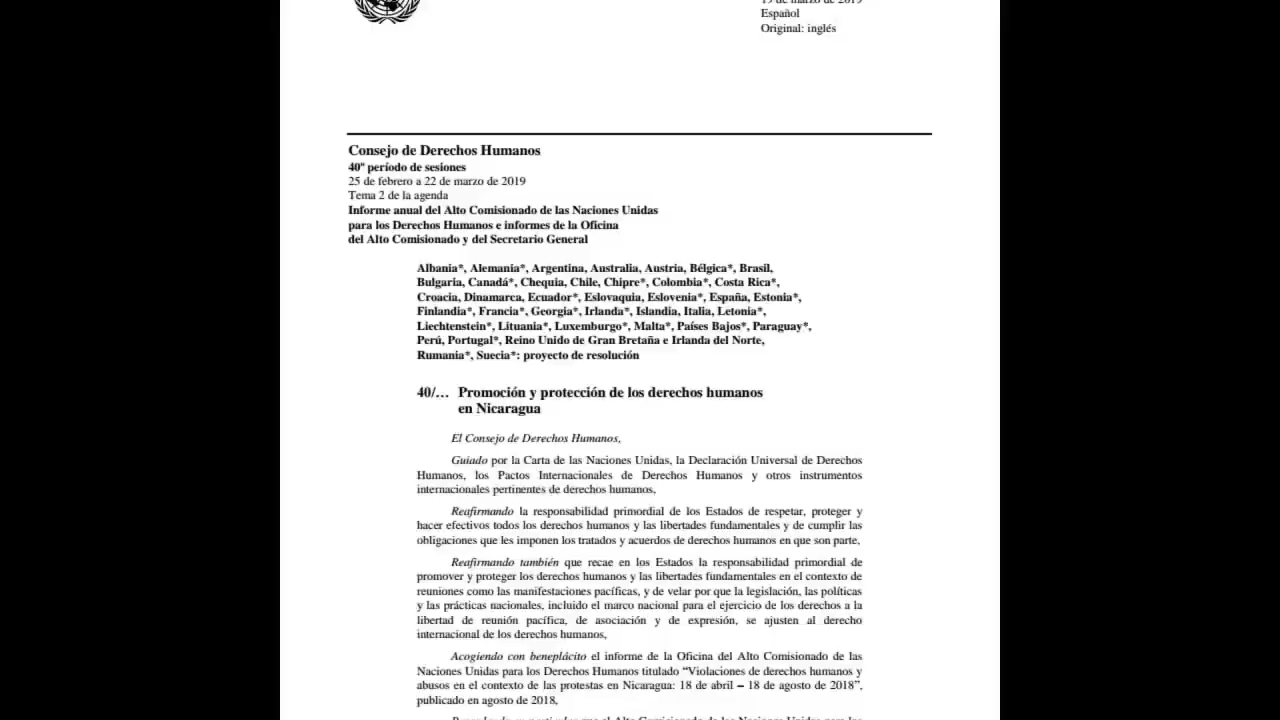 19 de marzo de 2019
Español
Original: inglés
Consejo de Derechos Humanos
40º período de sesiones
25 de febrero a 22 de marzo de 2019
Tema 2 de la agenda
Informe anual del Alto Comisionado de las Naciones Unidas
para los Derechos Humanos e informes de la Oficina
del Alto Comisionado y del Secretario General
Albania*, Alemania*, Argentina, Australia, Austria, Bélgica*, Brasil,
Bulgaria, Canadá*, Chequia, Chile, Chipre*, Colombia*, Costa Rica*,
Croacia, Dinamarca, Ecuador*, Eslovaquia, Eslovenia*, España, Estonia*,
Finlandia*, Francia*, Georgia*, Irlanda*, Islandia, Italia, Letonia*,
Liechtenstein*, Lituania*, Luxemburgo*, Malta*, Países Bajos*, Paraguay*,
Perú, Portugal*, Reino Unido de Gran Bretaña e Irlanda del Norte,
Rumania*, Suecia*: proyecto de resolución
40/… Promoción y protección de los derechos humanos
en Nicaragua
El Consejo de Derechos Humanos,
Guiado por la Carta de las Naciones Unidas, la Declaración Universal de Derechos
Humanos, los Pactos Internacionales de Derechos Humanos y otros instrumentos
internacionales pertinentes de derechos humanos,
Reafirmando la responsabilidad primordial de los Estados de respetar, proteger y
hacer efectivos todos los derechos humanos y las libertades fundamentales y de cumplir las
obligaciones que les imponen los tratados y acuerdos de derechos humanos en que son parte,
Reafirmando también que recae en los Estados la responsabilidad primordial de
promover y proteger los derechos humanos y las libertades fundamentales en el contexto de
reuniones como las manifestaciones pacíficas, y de velar por que la legislación, las políticas
y las prácticas nacionales, incluido el marco nacional para el ejercicio de los derechos a la
libertad de reunión pacífica, de asociación y de expresión, se ajusten al derecho
internacional de los derechos humanos,
Acogiendo con beneplácito el informe de la Oficina del Alto Comisionado de las
Naciones Unidas para los Derechos Humanos titulado “Violaciones de derechos humanos y
abusos en el contexto de las protestas en Nicaragua: 18 de abril – 18 de agosto de 2018”,
publicado en agosto de 2018,